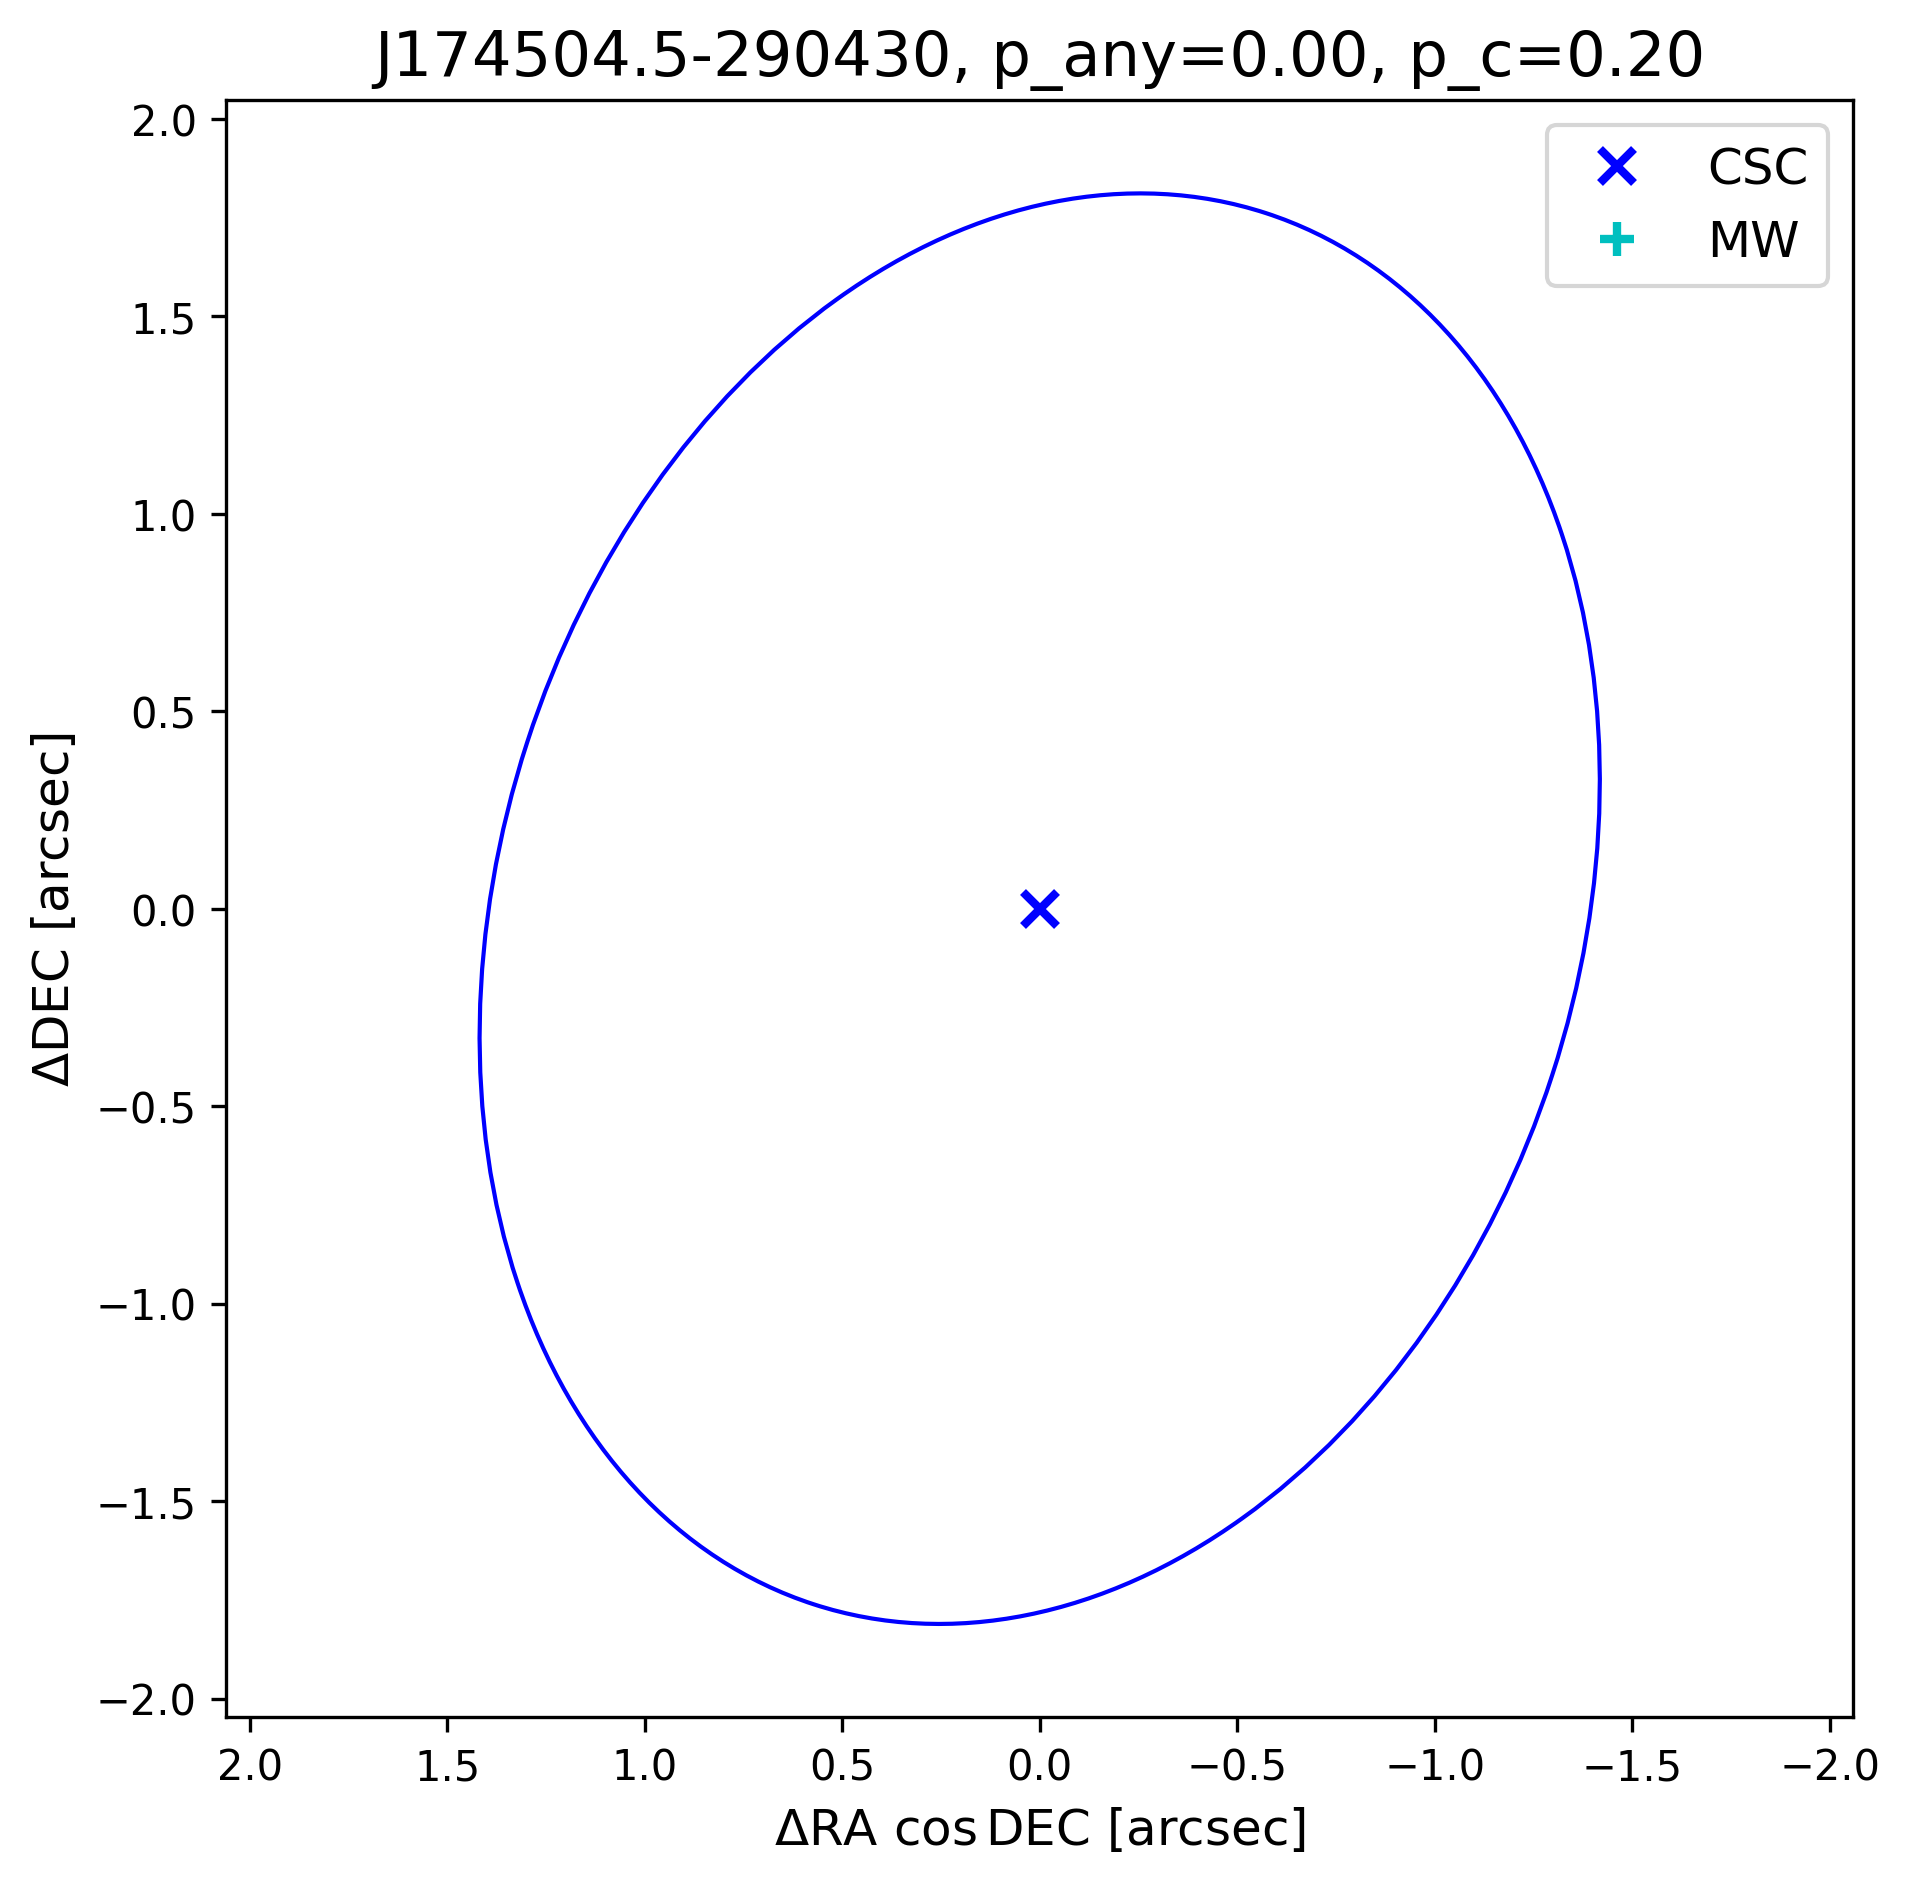 J174504.5-290430, p_any=0.00, p_c=0.20
CSC
MW
2.0
1.5
1.0
0.5
0.0
−0.5
−1.0
−1.5
−2.0
ΔDEC [arcsec]
2.0 1.5 1.0 0.5 0.0 −0.5 −1.0 −1.5 −2.0
ΔRA cos DEC [arcsec]